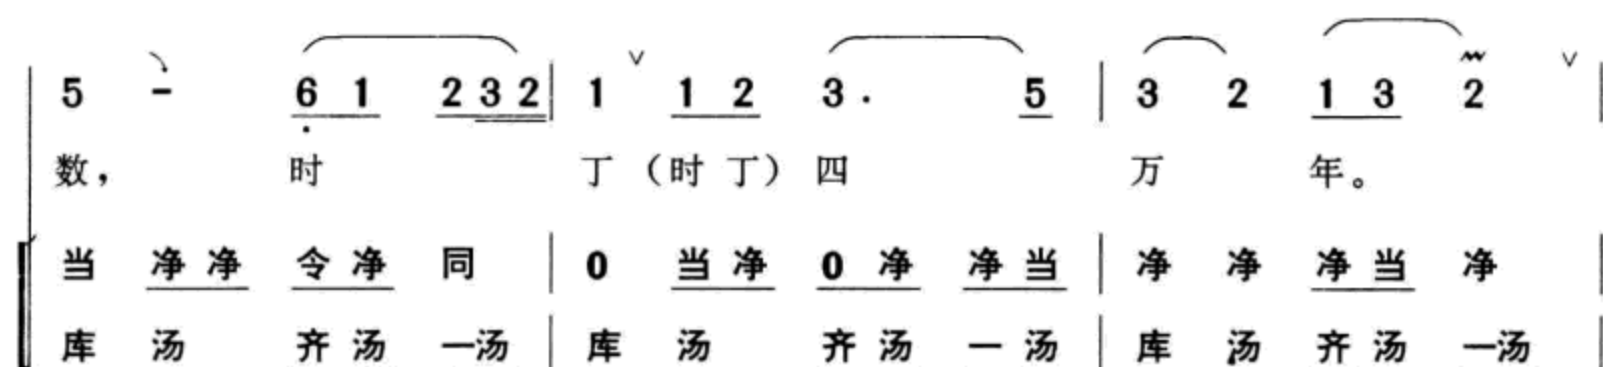 5 - 6 1 2 3 2 | 1 1 2 3 . 5 | 3 2 1 3 2 |
数， 时 丁 （时 丁） 四 万 年。
当 净 净 令 净 同 | 0 当 净 0 净 净 当 | 净 净 净 当 净 |
库 汤 齐 汤 一汤 | 库 汤 齐 汤 一 汤 | 库 汤 齐 汤 一汤